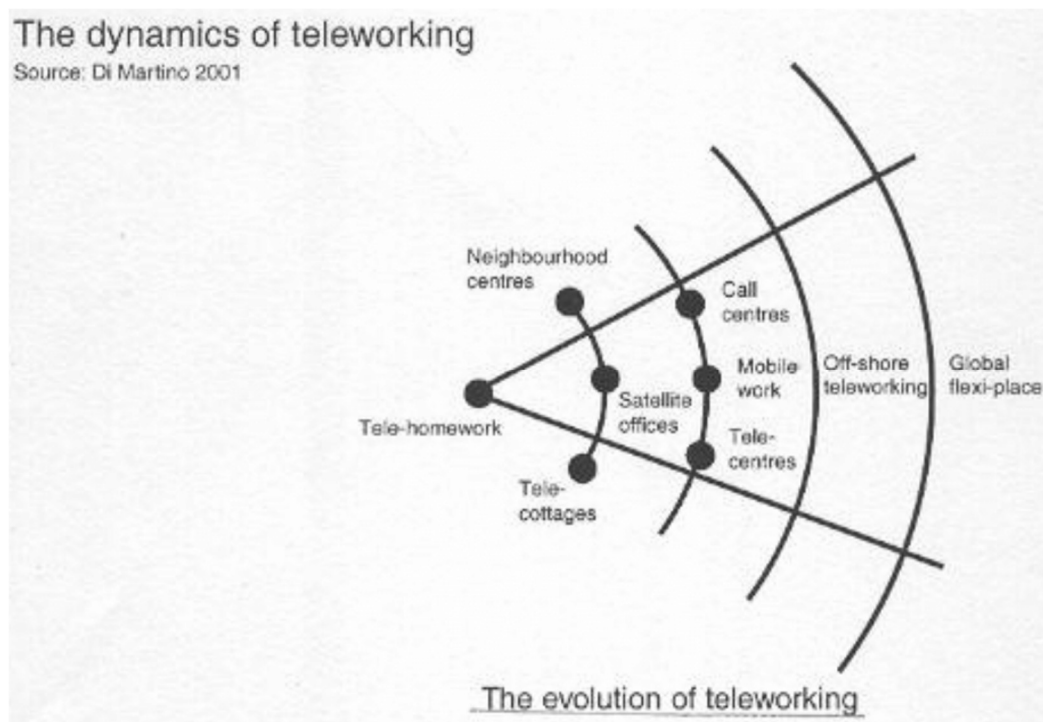 The dynamics of teleworking
Source: Di Martino 2001
Neighbourhood
centres
Call
centres
Mobile
work
Off-shore
teleworking
Global
flexi-place
Satellite
offices
Tele-homework
Tele-
centres
Tele-
cottages
The evolution of teleworking